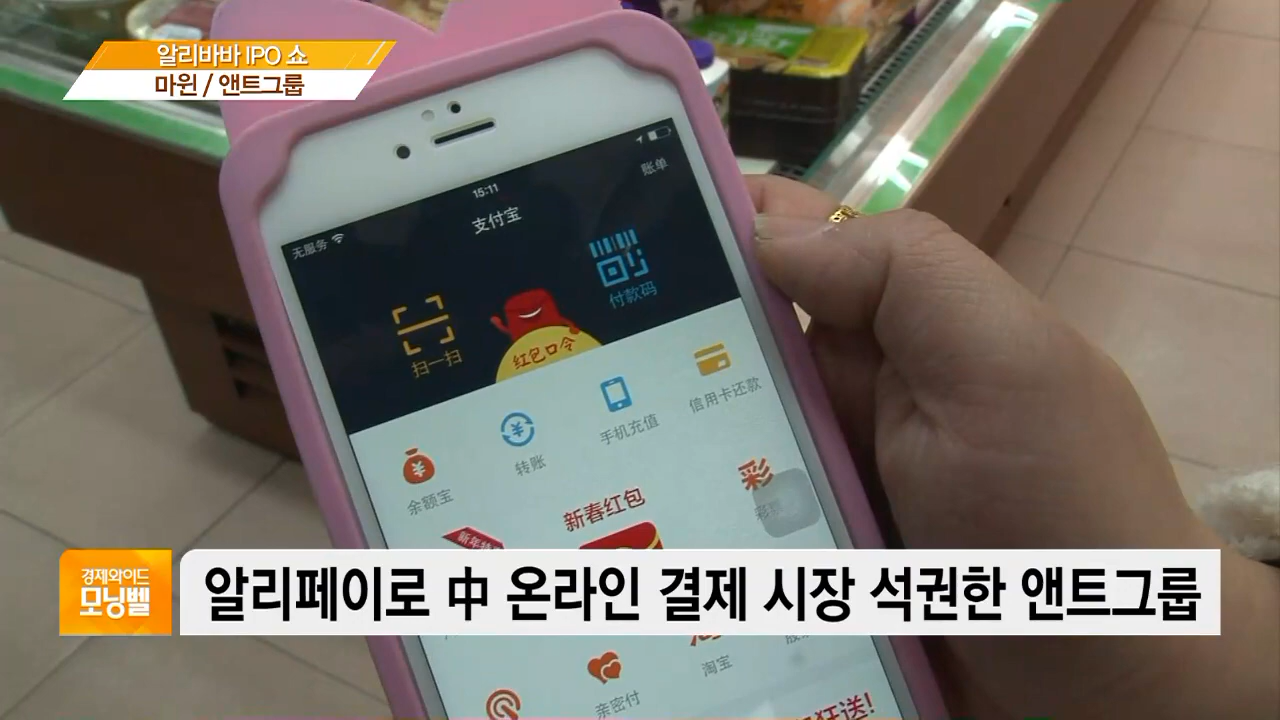 알리바바 IPO 쇼
마윈 / 앤트그룹
15:11
无服务
支付宝
账单
扫一扫
付款码
红包口令
余额宝
转账
手机充值
信用卡还款
新春红包
彩
亲密付
淘宝
경제와이드
모닝벨
알리페이로 中 온라인 결제 시장 석권한 앤트그룹